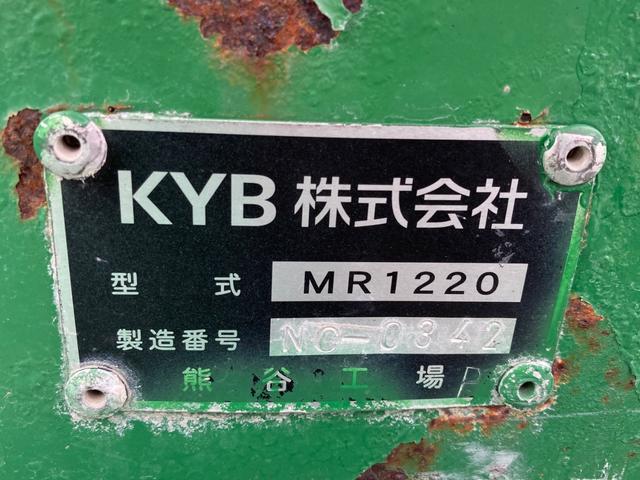 KYB 株式会社
型式 MR1220
製造番号 NC-0342
熊谷工場 P